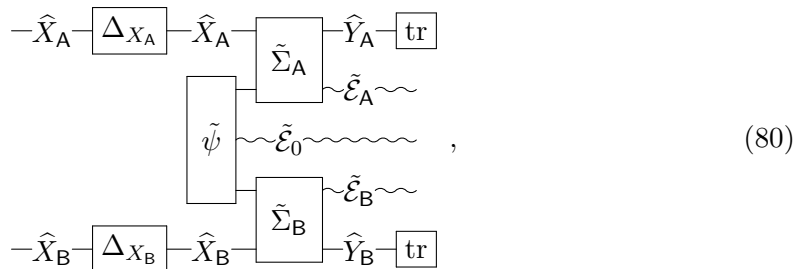 X̂_A Δ_{X_A} X̂_A Σ̃_A Ŷ_A tr
Ẽ_A
ψ̃ Ẽ_0 , (80)
Ẽ_B
X̂_B Δ_{X_B} X̂_B Σ̃_B Ŷ_B tr